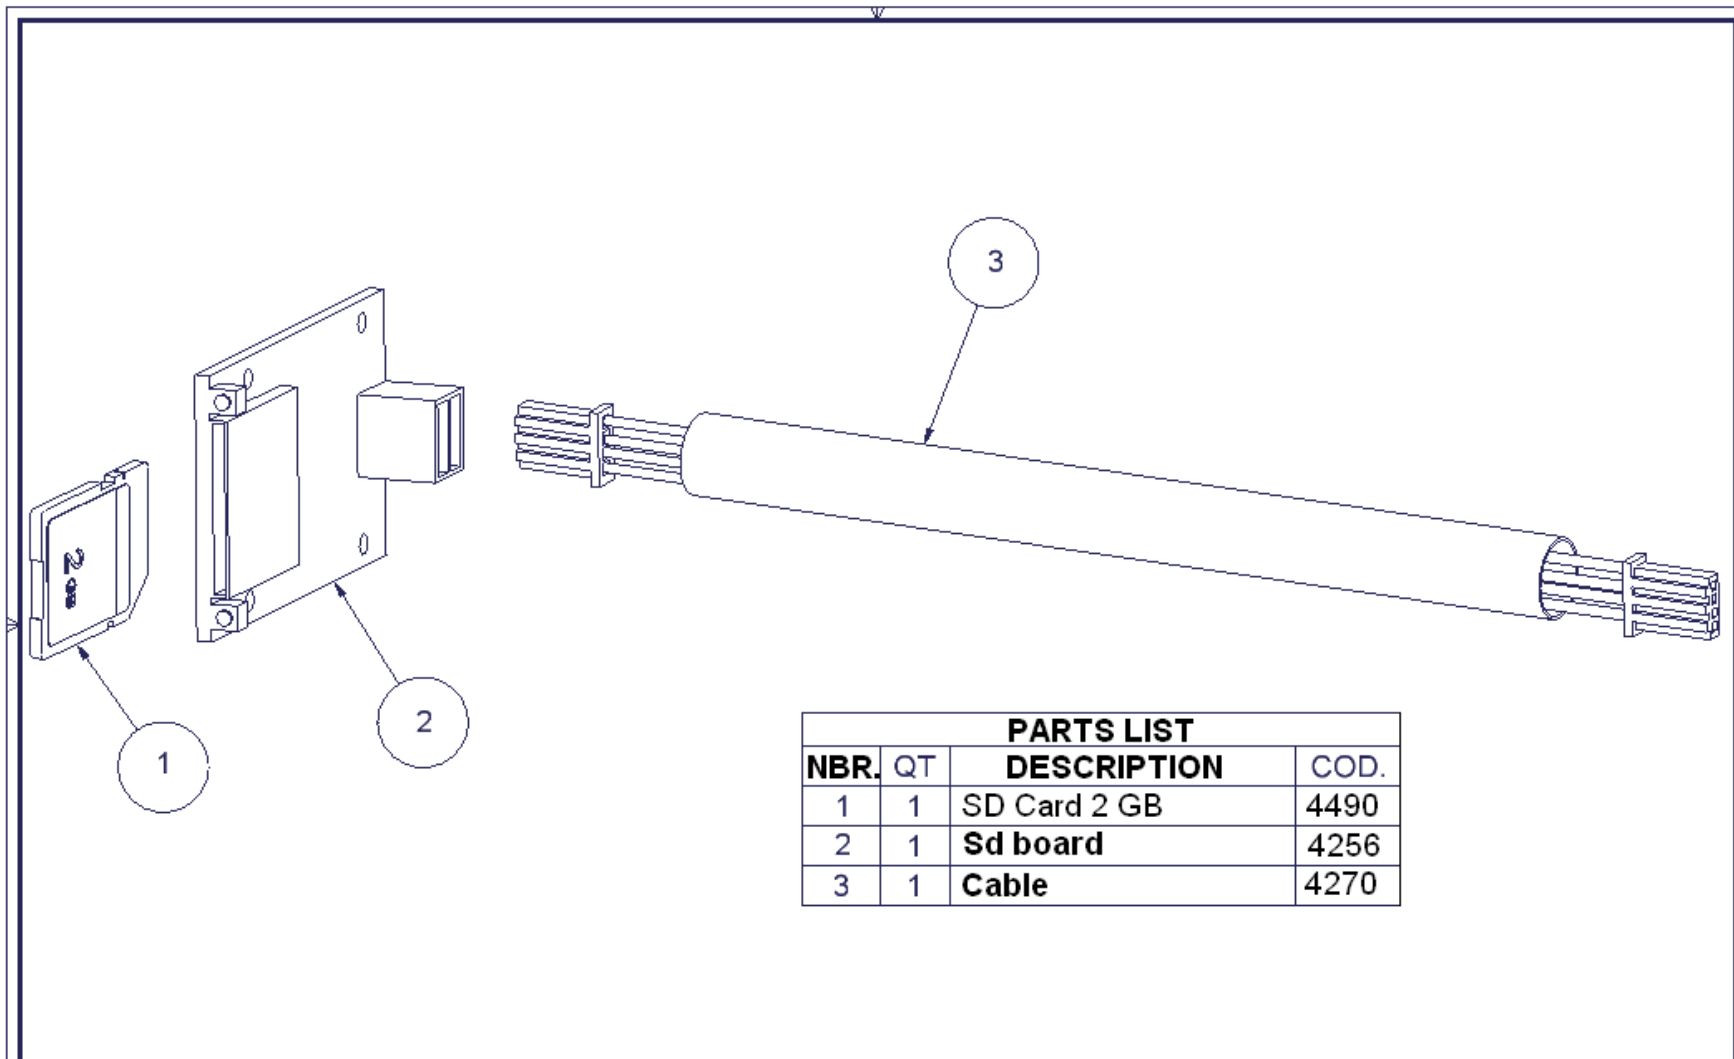 3
2
GB
1
2
PARTS LIST
NBR. QT DESCRIPTION COD.
1 1 SD Card 2 GB 4490
2 1 Sd board 4256
3 1 Cable 4270